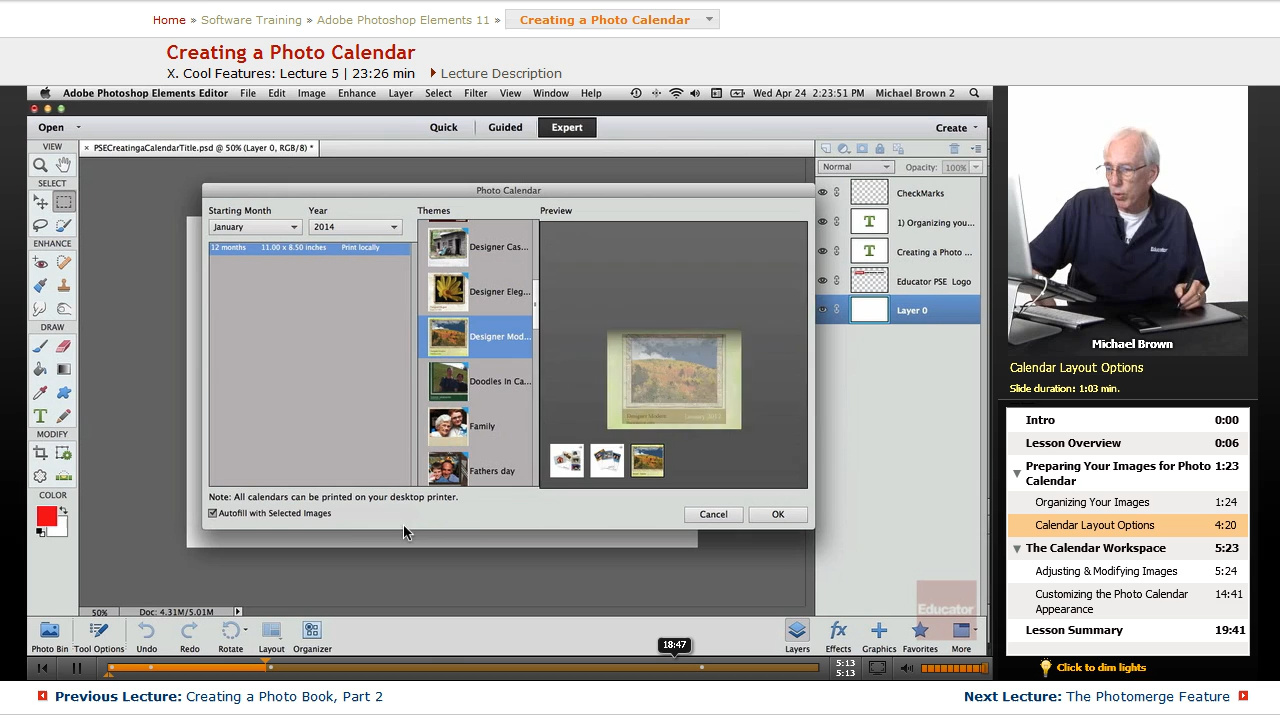 Home » Software Training » Adobe Photoshop Elements 11 » Creating a Photo Calendar
Creating a Photo Calendar
X. Cool Features: Lecture 5 | 23:26 min Lecture Description
Adobe Photoshop Elements Editor File Edit Image Enhance Layer Select Filter View Window Help Wed Apr 24 2:23:51 PM Michael Brown 2
Open Quick Guided Expert Create
VIEW
× PSECreatingaCalendarTitle.psd @ 50% (Layer 0, RGB/8) *
SELECT
ENHANCE
DRAW
MODIFY
COLOR
Photo Calendar
Starting Month Year Themes Preview
January 2014
12 months 11.00 x 8.50 inches Print locally
Designer Cas...
Designer Eleg...
Designer Mod...
Doodles In Ca...
Family
Fathers day
Designer Modern
Note: All calendars can be printed on your desktop printer.
Autofill with Selected Images
Cancel OK
Normal Opacity: 100%
CheckMarks
T 1) Organizing you...
T Creating a Photo ...
Educator PSE Logo
Layer 0
50% Doc: 4.31M/5.01M
Educator
Photo Bin Tool Options Undo Redo Rotate Layout Organizer Layers Effects Graphics Favorites More
18:47
5:13
5:13
Educator
Michael Brown
Calendar Layout Options
Slide duration: 1:03 min.
Intro 0:00
Lesson Overview 0:06
Preparing Your Images for Photo Calendar 1:23
Organizing Your Images 1:24
Calendar Layout Options 4:20
The Calendar Workspace 5:23
Adjusting & Modifying Images 5:24
Customizing the Photo Calendar Appearance 14:41
Lesson Summary 19:41
Click to dim lights
Previous Lecture: Creating a Photo Book, Part 2
Next Lecture: The Photomerge Feature